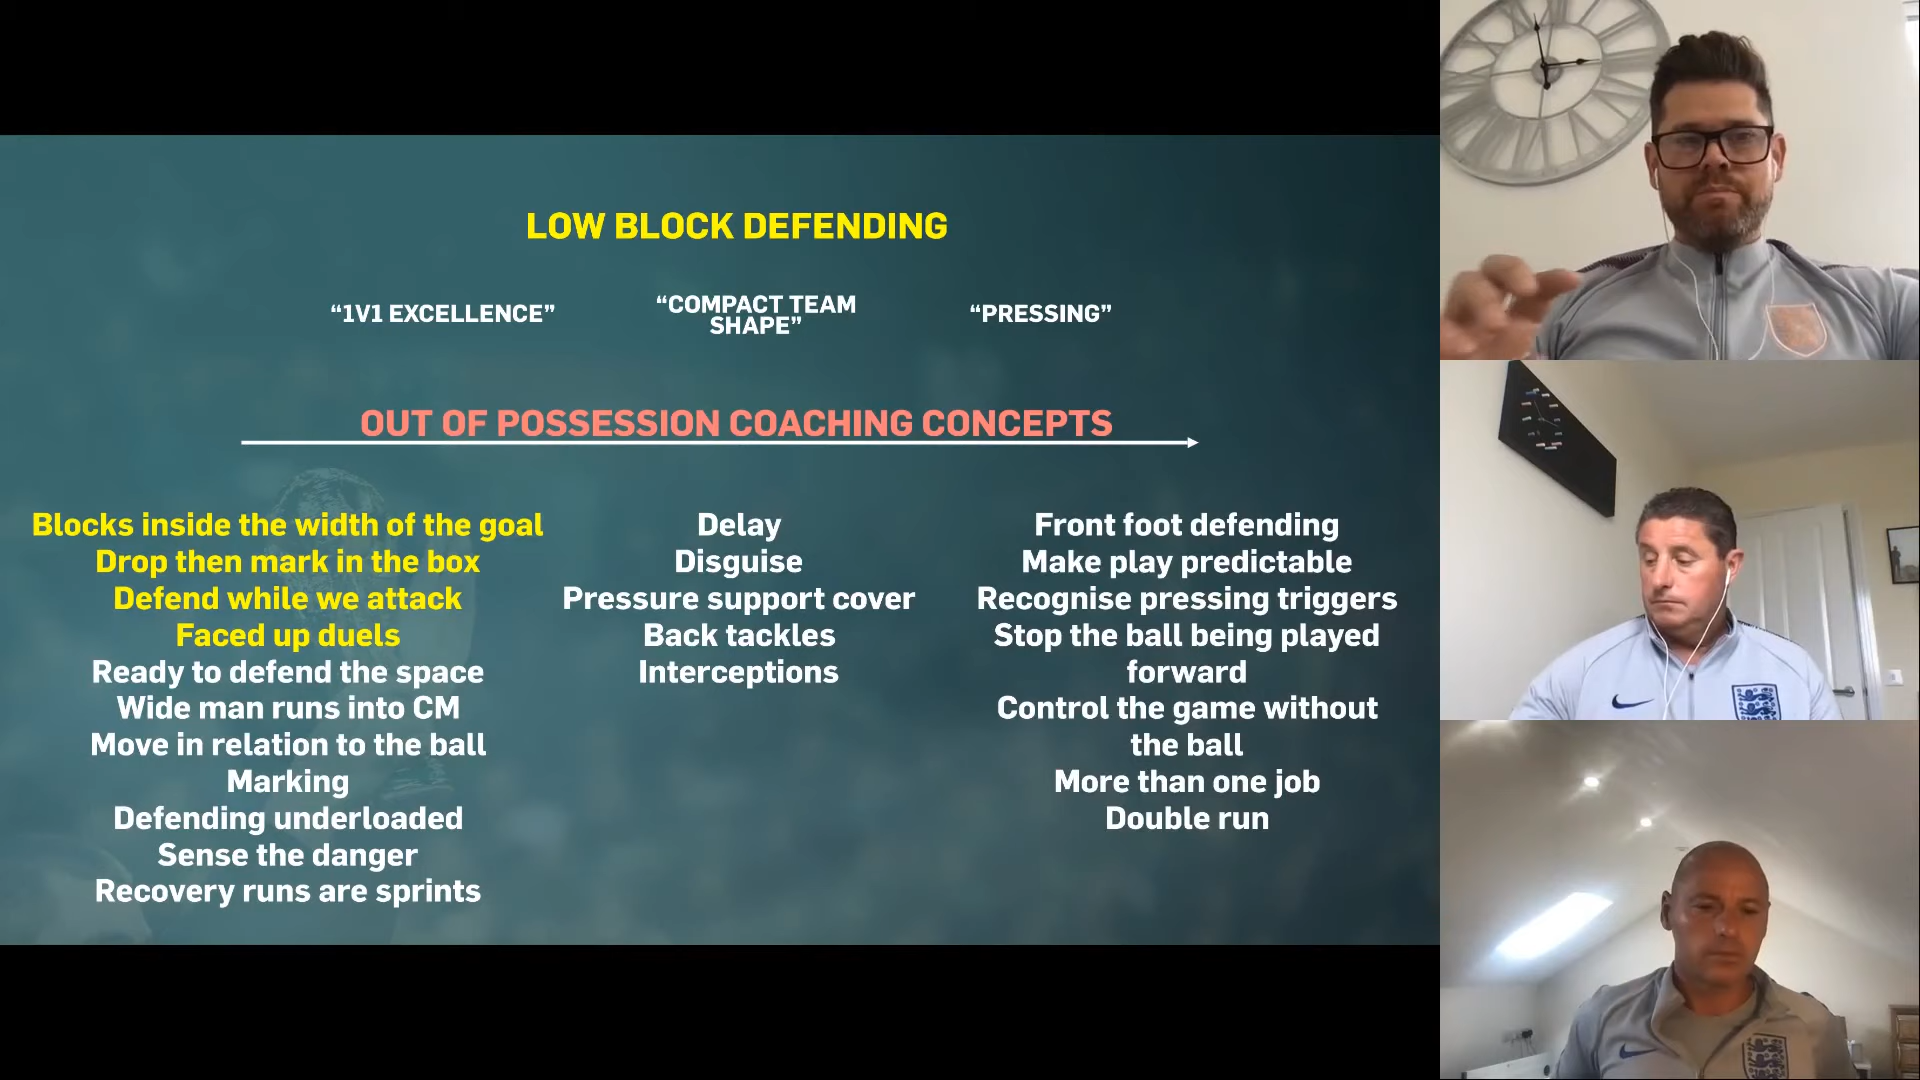 LOW BLOCK DEFENDING
“1V1 EXCELLENCE”
“COMPACT TEAM
SHAPE”
“PRESSING”
OUT OF POSSESSION COACHING CONCEPTS
Blocks inside the width of the goal
Drop then mark in the box
Defend while we attack
Faced up duels
Ready to defend the space
Wide man runs into CM
Move in relation to the ball
Marking
Defending underloaded
Sense the danger
Recovery runs are sprints
Delay
Disguise
Pressure support cover
Back tackles
Interceptions
Front foot defending
Make play predictable
Recognise pressing triggers
Stop the ball being played
forward
Control the game without
the ball
More than one job
Double run